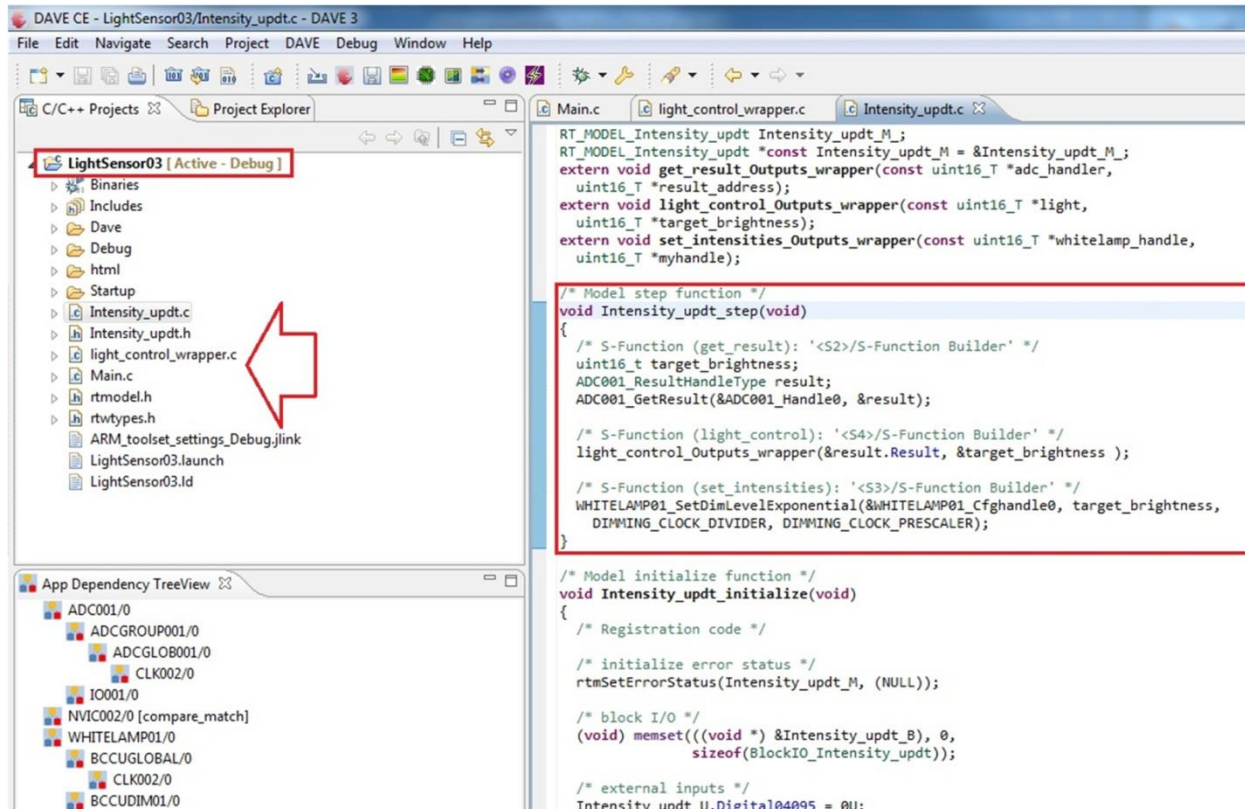 DAVE CE - LightSensor03/Intensity_updt.c - DAVE 3
File Edit Navigate Search Project DAVE Debug Window Help
C/C++ Projects
Project Explorer
LightSensor03 [ Active - Debug ]
Binaries
Includes
Dave
Debug
html
Startup
Intensity_updt.c
Intensity_updt.h
light_control_wrapper.c
Main.c
rtmodel.h
rtwtypes.h
ARM_toolset_settings_Debug.jlink
LightSensor03.launch
LightSensor03.ld
App Dependency TreeView
ADC001/0
ADCGROUP001/0
ADCGLOB001/0
CLK002/0
IO001/0
NVIC002/0 [compare_match]
WHITELAMP01/0
BCCUGLOBAL/0
CLK002/0
BCCUDIM01/0
Main.c
light_control_wrapper.c
Intensity_updt.c
RT_MODEL_Intensity_updt Intensity_updt_M_;
RT_MODEL_Intensity_updt *const Intensity_updt_M = &Intensity_updt_M_;
extern void get_result_Outputs_wrapper(const uint16_T *adc_handler,
uint16_T *result_address);
extern void light_control_Outputs_wrapper(const uint16_T *light,
uint16_T *target_brightness);
extern void set_intensities_Outputs_wrapper(const uint16_T *whitelamp_handle,
uint16_T *myhandle);
/* Model step function */
void Intensity_updt_step(void)
{
/* S-Function (get_result): '<S2>/S-Function Builder' */
uint16_t target_brightness;
ADC001_ResultHandleType result;
ADC001_GetResult(&ADC001_Handle0, &result);
/* S-Function (light_control): '<S4>/S-Function Builder' */
light_control_Outputs_wrapper(&result.Result, &target_brightness );
/* S-Function (set_intensities): '<S3>/S-Function Builder' */
WHITELAMP01_SetDimLevelExponential(&WHITELAMP01_Cfghandle0, target_brightness,
DIMMING_CLOCK_DIVIDER, DIMMING_CLOCK_PRESCALER);
}
/* Model initialize function */
void Intensity_updt_initialize(void)
{
/* Registration code */
/* initialize error status */
rtmSetErrorStatus(Intensity_updt_M, (NULL));
/* block I/O */
(void) memset(((void *) &Intensity_updt_B), 0,
sizeof(BlockIO_Intensity_updt));
/* external inputs */
Intensity_updt_U.Digital04095 = 0U;